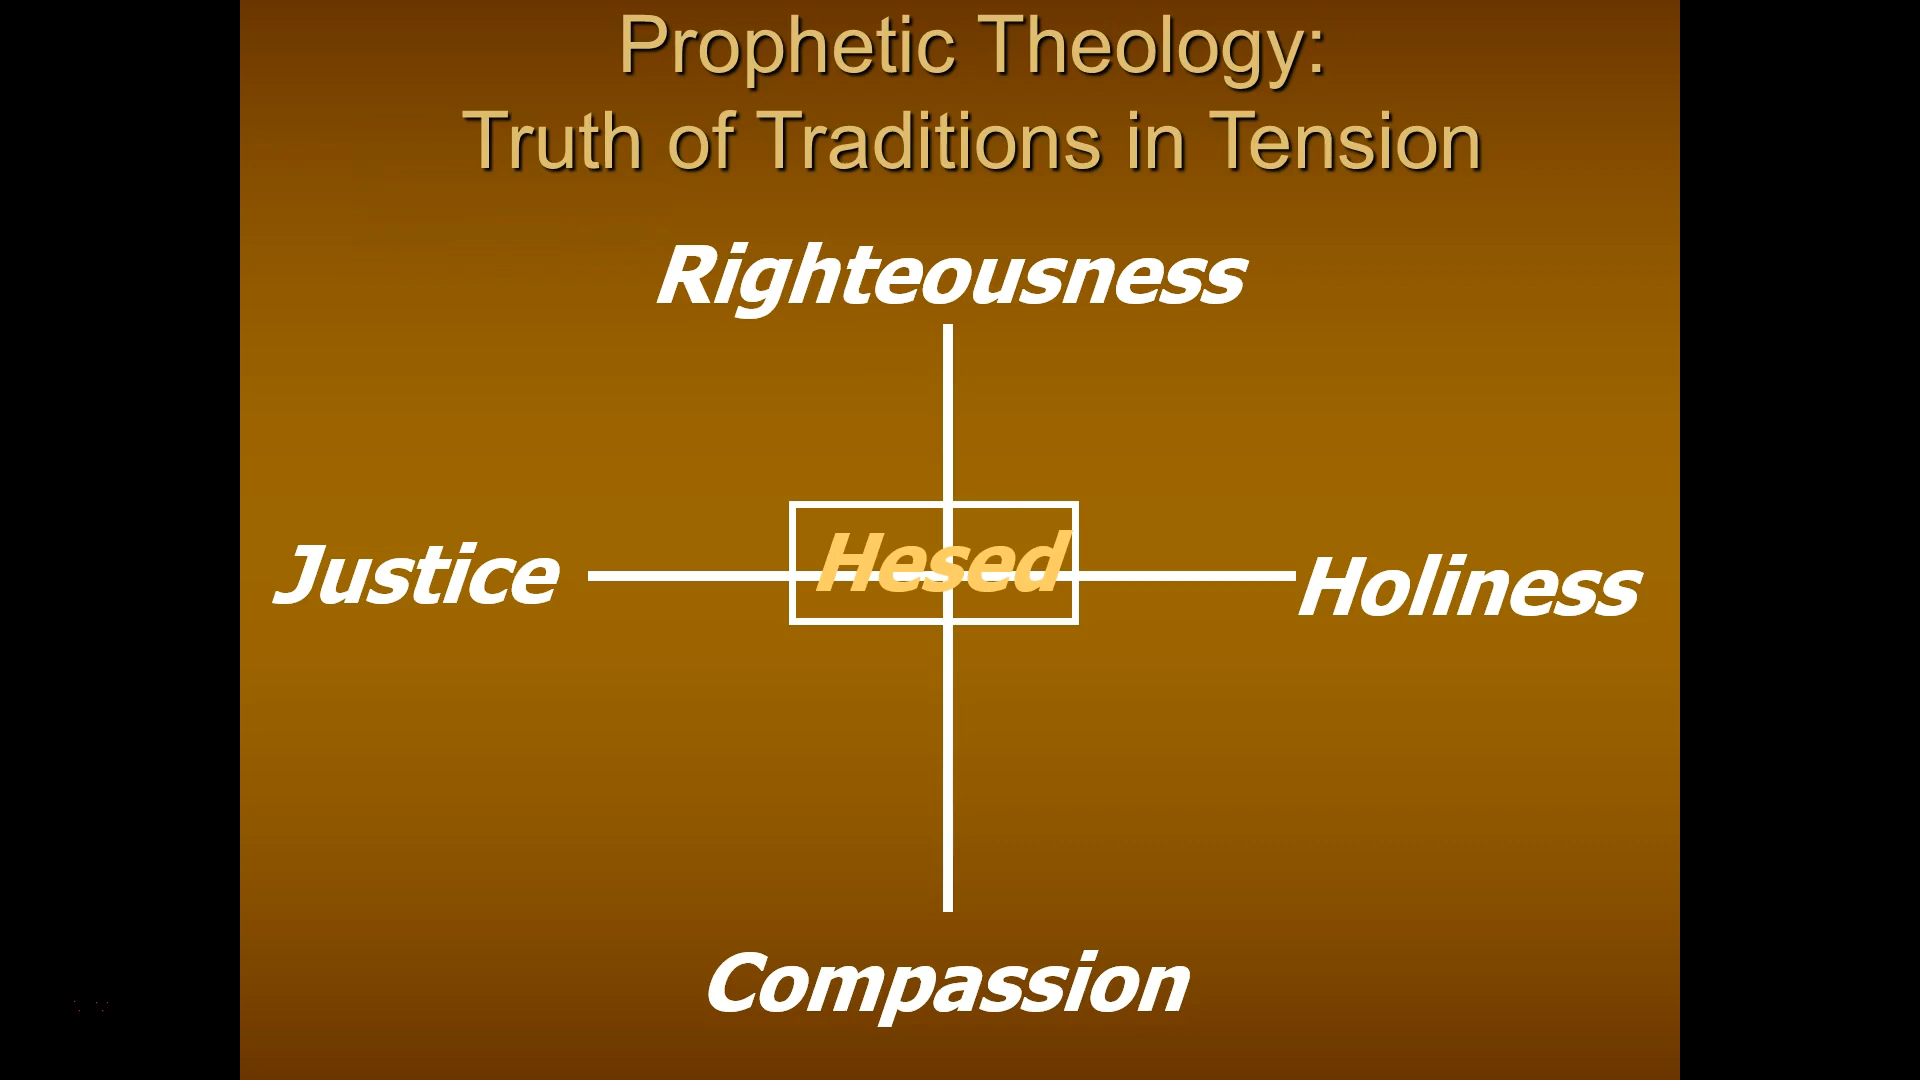 Prophetic Theology:
Truth of Traditions in Tension
Righteousness
Hesed
Justice
Holiness
Compassion